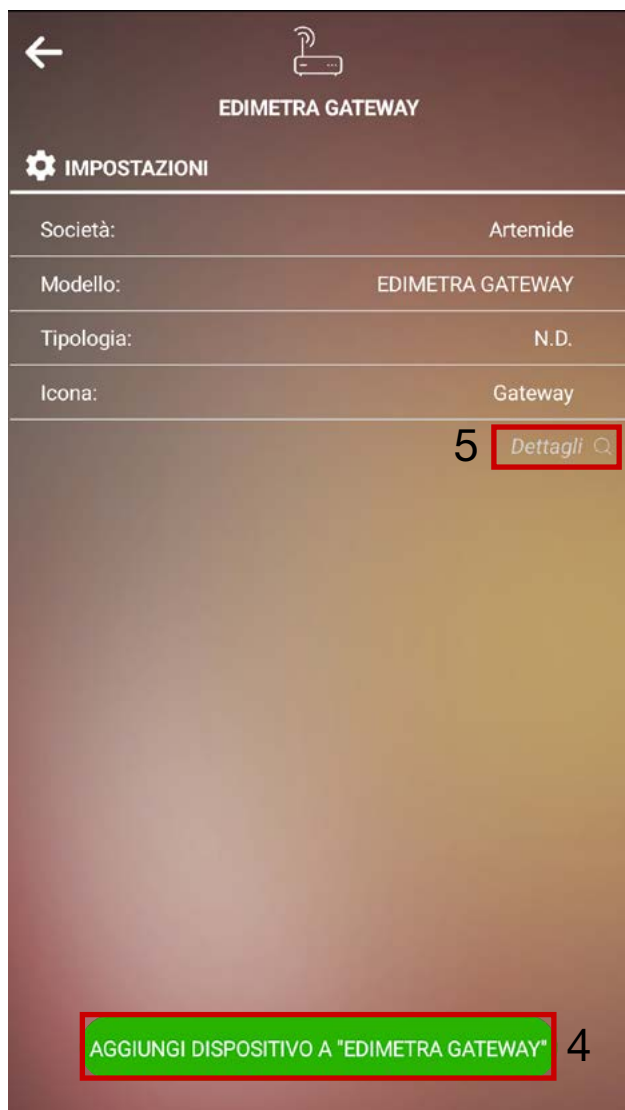 EDIMETRA GATEWAY
IMPOSTAZIONI
Società: Artemide
Modello: EDIMETRA GATEWAY
Tipologia: N.D.
Icona: Gateway
5 Dettagli
AGGIUNGI DISPOSITIVO A "EDIMETRA GATEWAY" 4